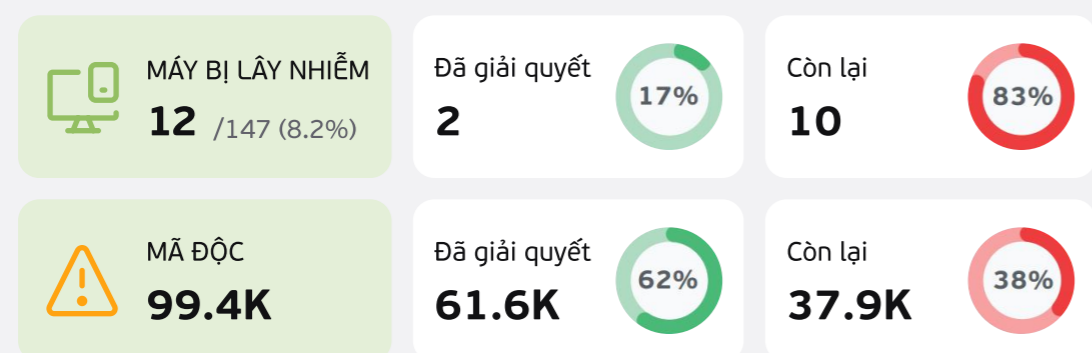 MÁY BỊ LÂY NHIỄM
12 /147 (8.2%)
Đã giải quyết
2
17%
Còn lại
10
83%
MÃ ĐỘC
99.4K
Đã giải quyết
61.6K
62%
Còn lại
37.9K
38%